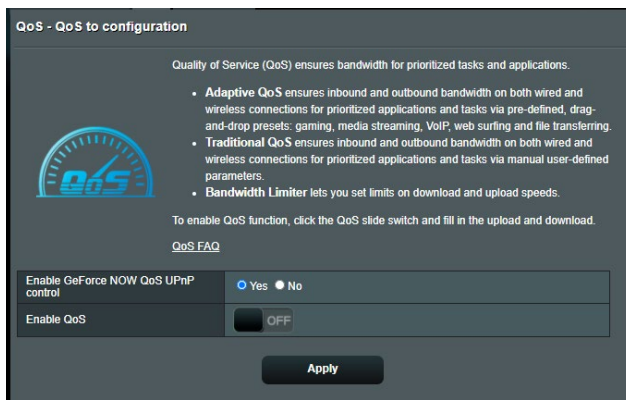 QoS - QoS to configuration
Quality of Service (QoS) ensures bandwidth for prioritized tasks and applications.
• Adaptive QoS ensures inbound and outbound bandwidth on both wired and
wireless connections for prioritized applications and tasks via pre-defined, drag-
and-drop presets: gaming, media streaming, VoIP, web surfing and file transferring.
• Traditional QoS ensures inbound and outbound bandwidth on both wired and
wireless connections for prioritized applications and tasks via manual user-defined
parameters.
• Bandwidth Limiter lets you set limits on download and upload speeds.
To enable QoS function, click the QoS slide switch and fill in the upload and download.
QoS FAQ
QoS
Enable GeForce NOW QoS UPnP
control
Yes No
Enable QoS
OFF
Apply